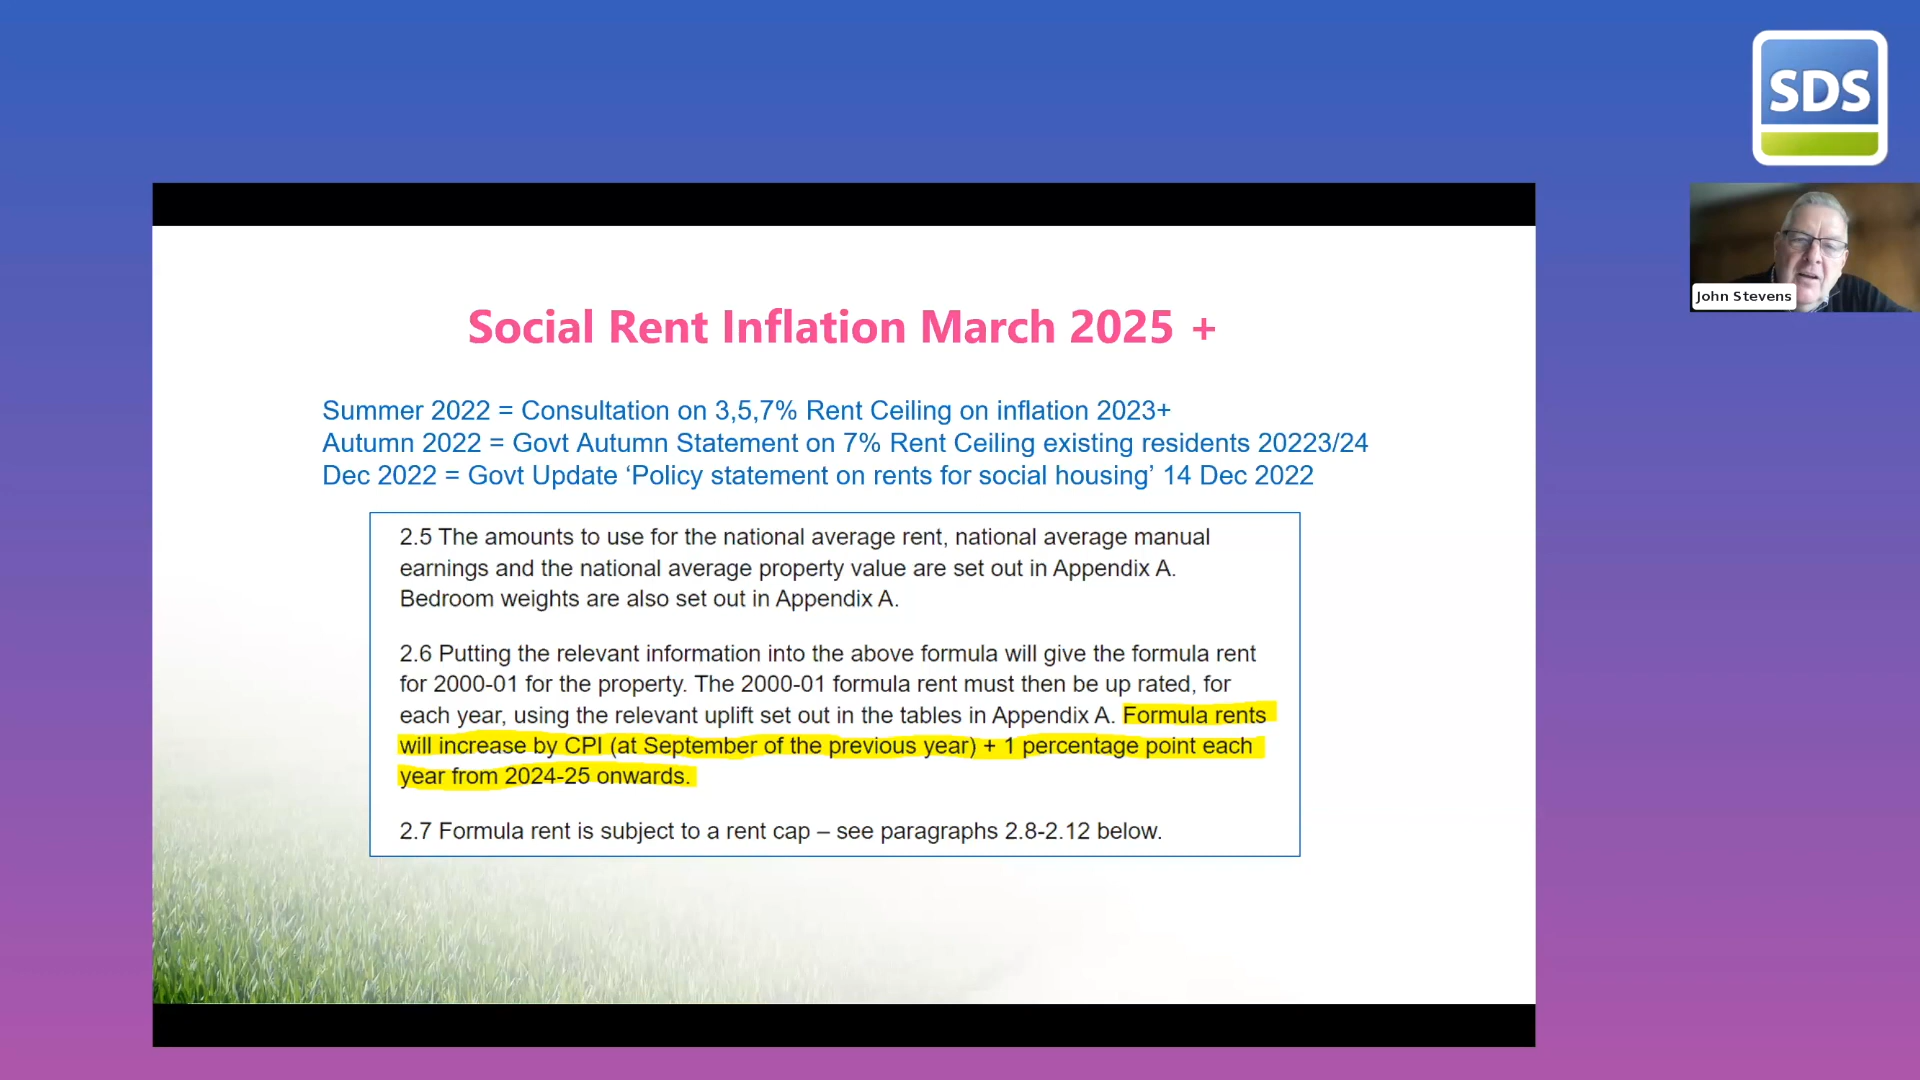 SDS
John Stevens
Social Rent Inflation March 2025 +
Summer 2022 = Consultation on 3,5,7% Rent Ceiling on inflation 2023+
Autumn 2022 = Govt Autumn Statement on 7% Rent Ceiling existing residents 20223/24
Dec 2022 = Govt Update ‘Policy statement on rents for social housing’ 14 Dec 2022
2.5 The amounts to use for the national average rent, national average manual
earnings and the national average property value are set out in Appendix A.
Bedroom weights are also set out in Appendix A.
2.6 Putting the relevant information into the above formula will give the formula rent
for 2000-01 for the property. The 2000-01 formula rent must then be up rated, for
each year, using the relevant uplift set out in the tables in Appendix A. Formula rents
will increase by CPI (at September of the previous year) + 1 percentage point each
year from 2024-25 onwards.
2.7 Formula rent is subject to a rent cap – see paragraphs 2.8-2.12 below.